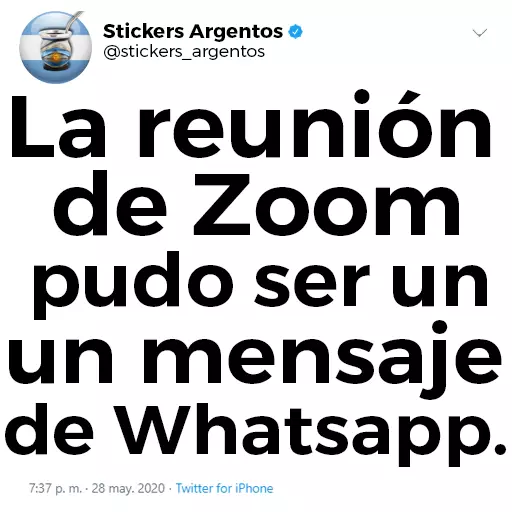 Stickers Argentos
@stickers_argentos
La reunión
de Zoom
pudo ser un
un mensaje
de Whatsapp.
7:37 p. m. · 28 may. 2020 · Twitter for iPhone